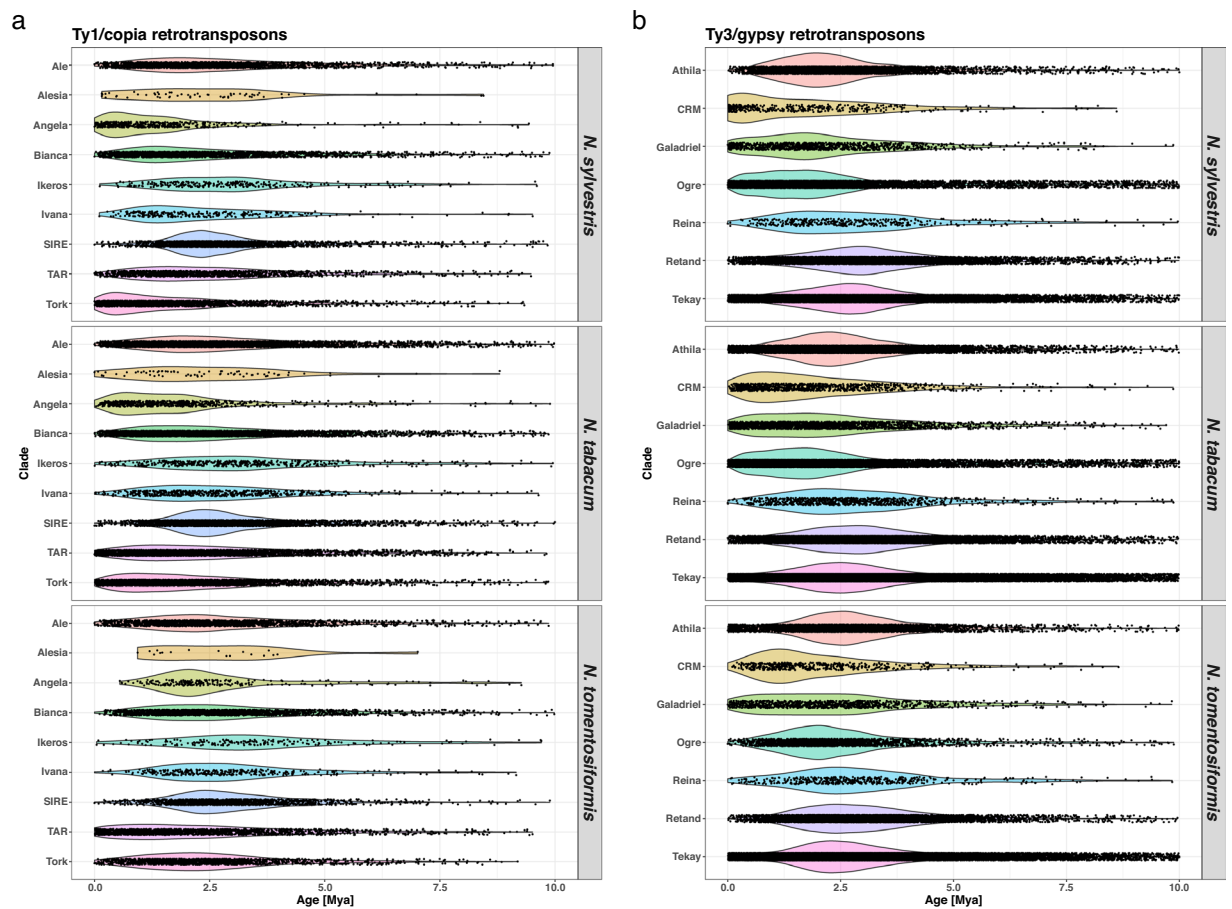 a
Ty1/copia retrotransposons
Ale
Alesia
Angela
Bianca
Ikeros
Ivana
SIRE
TAR
Tork
N. sylvestris
Ale
Alesia
Angela
Bianca
Ikeros
Ivana
SIRE
TAR
Tork
N. tabacum
Ale
Alesia
Angela
Bianca
Ikeros
Ivana
SIRE
TAR
Tork
N. tomentosiformis
Clade
0.0 2.5 5.0 7.5 10.0
Age [Mya]
b
Ty3/gypsy retrotransposons
Athila
CRM
Galadriel
Ogre
Reina
Retand
Tekay
N. sylvestris
Athila
CRM
Galadriel
Ogre
Reina
Retand
Tekay
N. tabacum
Athila
CRM
Galadriel
Ogre
Reina
Retand
Tekay
N. tomentosiformis
Clade
0.0 2.5 5.0 7.5 10.0
Age [Mya]